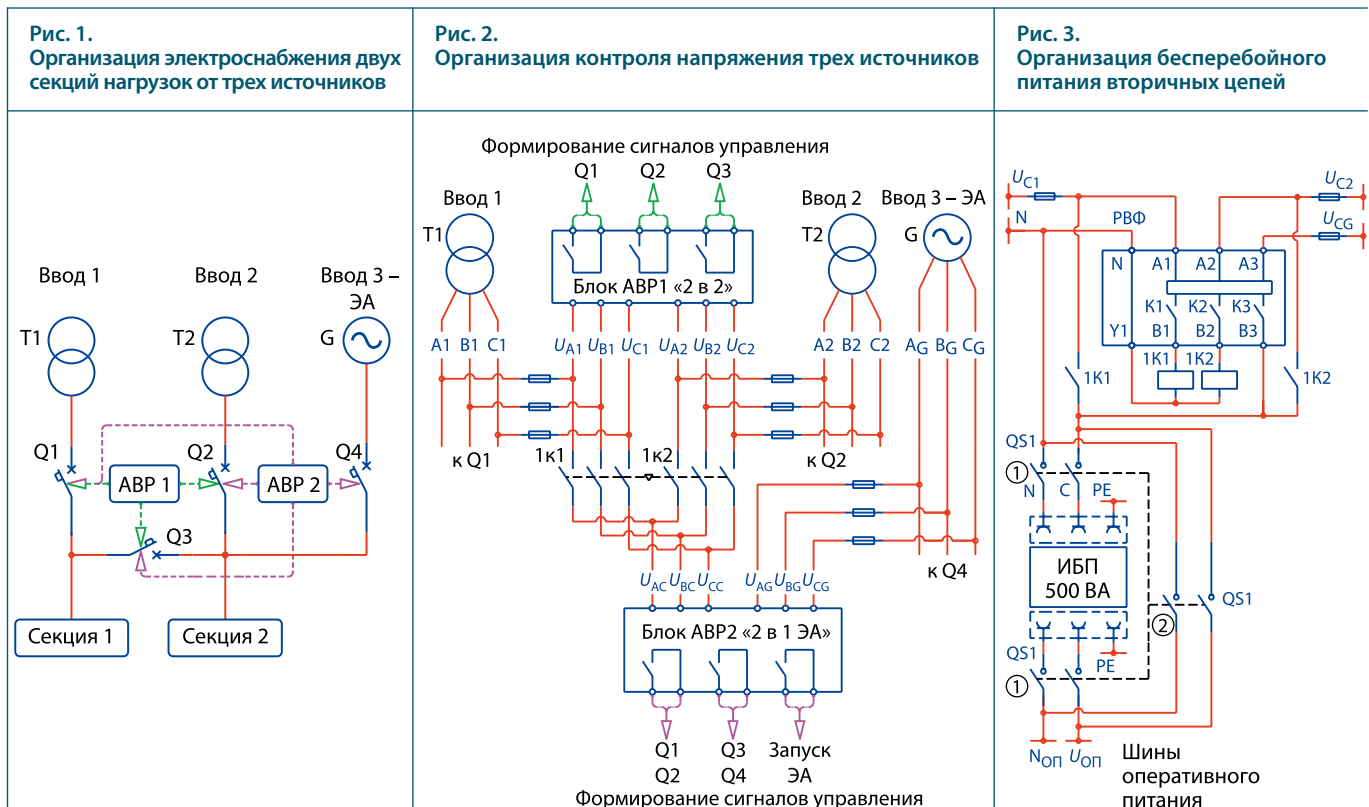 Рис. 1.
Организация электроснабжения двух
секций нагрузок от трех источников
Ввод 1
Ввод 2
Ввод 3 –
ЭА
T1
T2
G
Q1
Q2
Q4
АВР 1
АВР 2
Q3
Секция 1
Секция 2
Рис. 2.
Организация контроля напряжения трех источников
Формирование сигналов управления
Q1 Q2 Q3
Ввод 1
Ввод 2
Ввод 3 – ЭА
T1
T2
G
Блок АВР1 «2 в 2»
A1 B1 C1
UA1 UB1 UC1
UA2 UB2 UC2
A2 B2 C2
AG BG CG
к Q1
1к1
1к2
к Q2
к Q4
UAC UBC UCC
UAG UBG UCG
Блок АВР2 «2 в 1 ЭА»
Q1 Q3 Запуск
Q2 Q4 ЭА
Формирование сигналов управления
Рис. 3.
Организация бесперебойного
питания вторичных цепей
UC1
UC2
N
РВФ
UCG
N A1 A2 A3
K1 K2 K3
Y1 B1 B2 B3
1K1 1K2
1K1
1K2
QS1
1
N C PE
ИБП
500 ВА
QS1
2
QS1
PE
1
NОП UОП
Шины
оперативного
питания